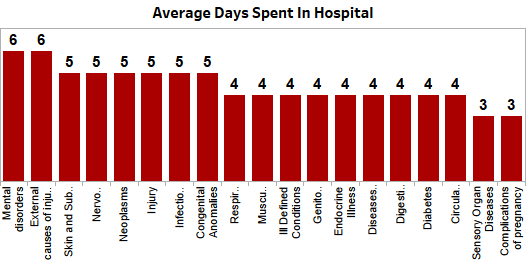 Average Days Spent In Hospital
6
6
5
5
5
5
5
5
4
4
4
4
4
4
4
4
4
3
3
Mental
disorders
External
causes of Inju..
Skin and Sub..
Nervo..
Neoplasms
Injury
Infectio..
Congenital
Anomalies
Respir..
Muscu..
Ill Defined
Conditions
Genito..
Endocrine
Illness
Diseases..
Digesti..
Diabetes
Circula..
Sensory Organ
Diseases
Complications
of pregnancy